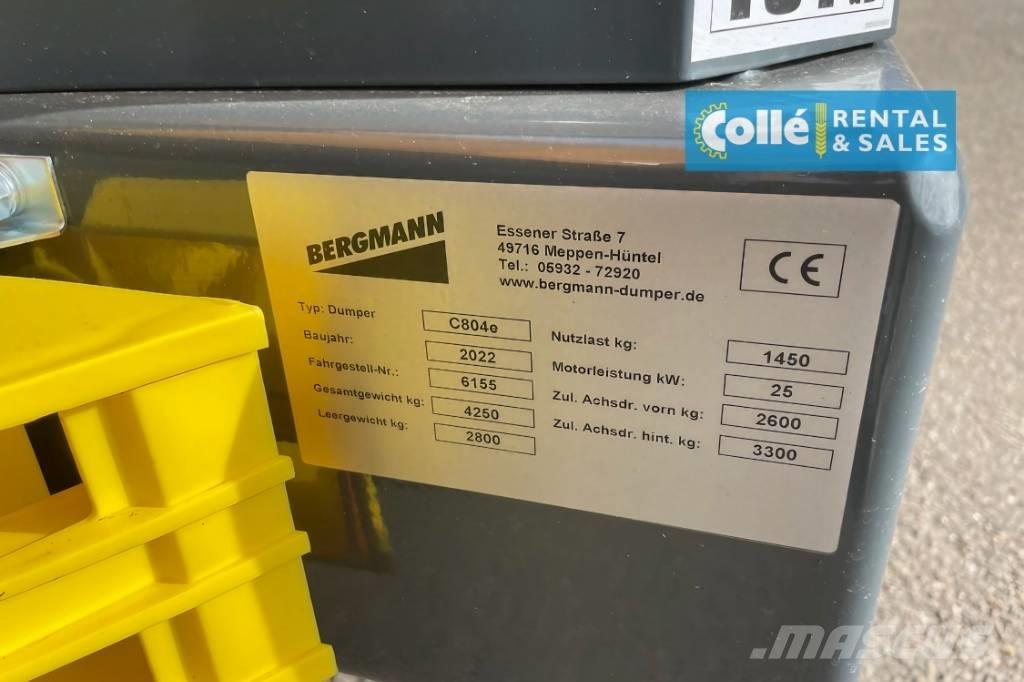 Collé RENTAL
& SALES
BERGMANN
Essener Straße 7
49716 Meppen-Hüntel
Tel.: 05932 - 72920
www.bergmann-dumper.de
CE
Typ: Dumper C804e
Baujahr: 2022
Fahrgestell-Nr.: 6155
Gesamtgewicht kg: 4250
Leergewicht kg: 2800
Nutzlast kg: 1450
Motorleistung kW: 25
Zul. Achsdr. vorn kg: 2600
Zul. Achsdr. hint. kg: 3300
MASCUS